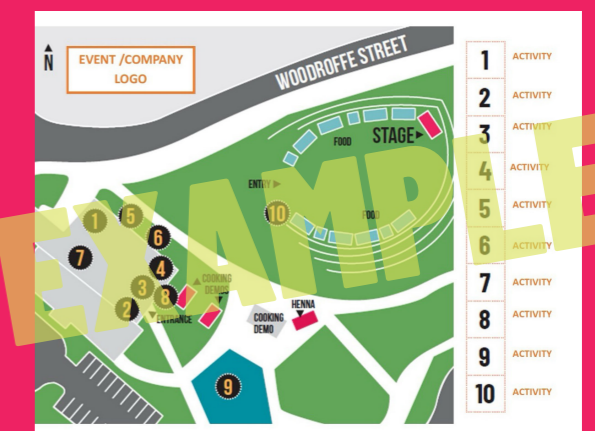 N
EVENT /COMPANY
LOGO
WOODROFFE STREET
STAGE
FOOD
ENTRY
10
FOOD
1
5
6
7
4
3
8
2
COOKING
DEMOS
ENTRANCE
COOKING
DEMO
HENNA
9
EXAMPLE
1 ACTIVITY
2 ACTIVITY
3 ACTIVITY
4 ACTIVITY
5 ACTIVITY
6 ACTIVITY
7 ACTIVITY
8 ACTIVITY
9 ACTIVITY
10 ACTIVITY